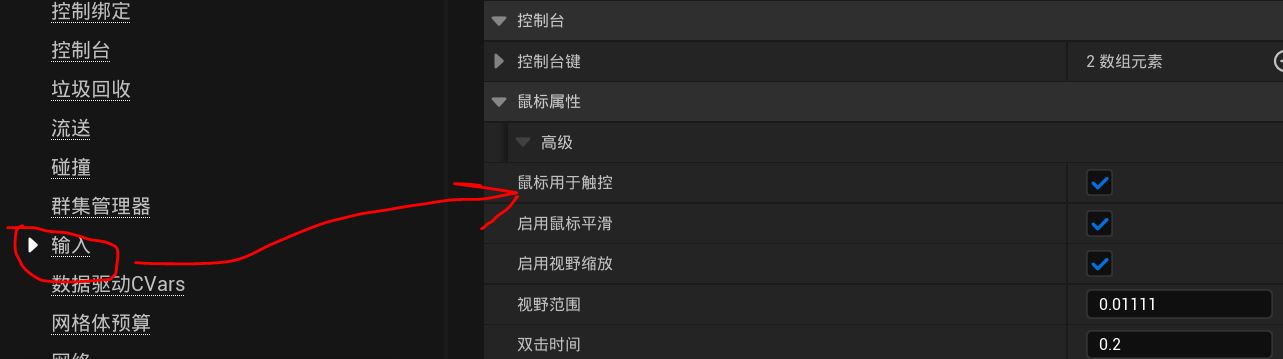 控制绑定
控制台
垃圾回收
流送
碰撞
群集管理器
输入
数据驱动CVars
网格体预算
控制台
控制台键 2 数组元素
鼠标属性
高级
鼠标用于触控
启用鼠标平滑
启用视野缩放
视野范围 0.01111
双击时间 0.2